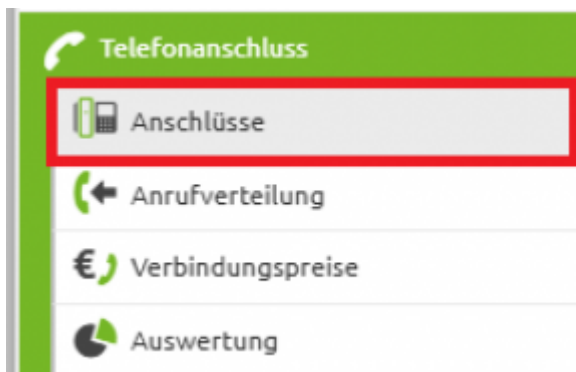 Telefonanschluss
Anschlüsse
Anrufverteilung
Verbindungspreise
Auswertung